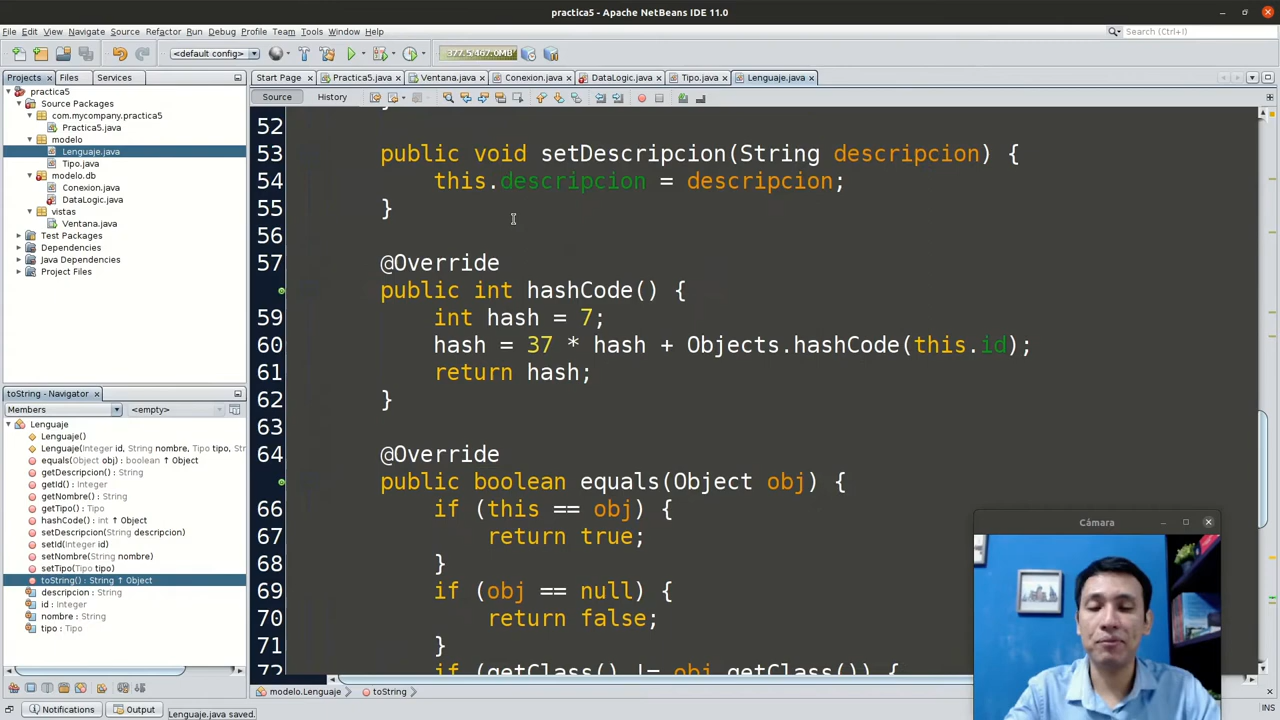 practica5 - Apache NetBeans IDE 11.0
File Edit View Navigate Source Refactor Run Debug Profile Team Tools Window Help
Search (Ctrl+I)
<default config>
377.5/467.0MB
Projects Files Services
Start Page Practica5.java Ventana.java Conexion.java DataLogic.java Tipo.java Lenguaje.java
Source History
practica5
Source Packages
com.mycompany.practica5
Practica5.java
modelo
Lenguaje.java
Tipo.java
modelo.db
Conexion.java
DataLogic.java
vistas
Ventana.java
Test Packages
Dependencies
Java Dependencies
Project Files
toString - Navigator
Members <empty>
Lenguaje
Lenguaje()
Lenguaje(Integer id, String nombre, Tipo tipo, St
equals(Object obj) : boolean ↑ Object
getDescripcion() : String
getId() : Integer
getNombre() : String
getTipo() : Tipo
hashCode() : int ↑ Object
setDescripcion(String descripcion)
setId(Integer id)
setNombre(String nombre)
setTipo(Tipo tipo)
toString() : String ↑ Object
descripcion : String
id : Integer
nombre : String
tipo : Tipo
52
53 public void setDescripcion(String descripcion) {
54 this.descripcion = descripcion;
55 }
56
57 @Override
public int hashCode() {
59 int hash = 7;
60 hash = 37 * hash + Objects.hashCode(this.id);
61 return hash;
62 }
63
64 @Override
public boolean equals(Object obj) {
66 if (this == obj) {
67 return true;
68 }
69 if (obj == null) {
70 return false;
71 }
72 if (getClass() != obj.getClass()) {
Cámara
modelo.Lenguaje toString
Notifications Output Lenguaje.java saved.
INS